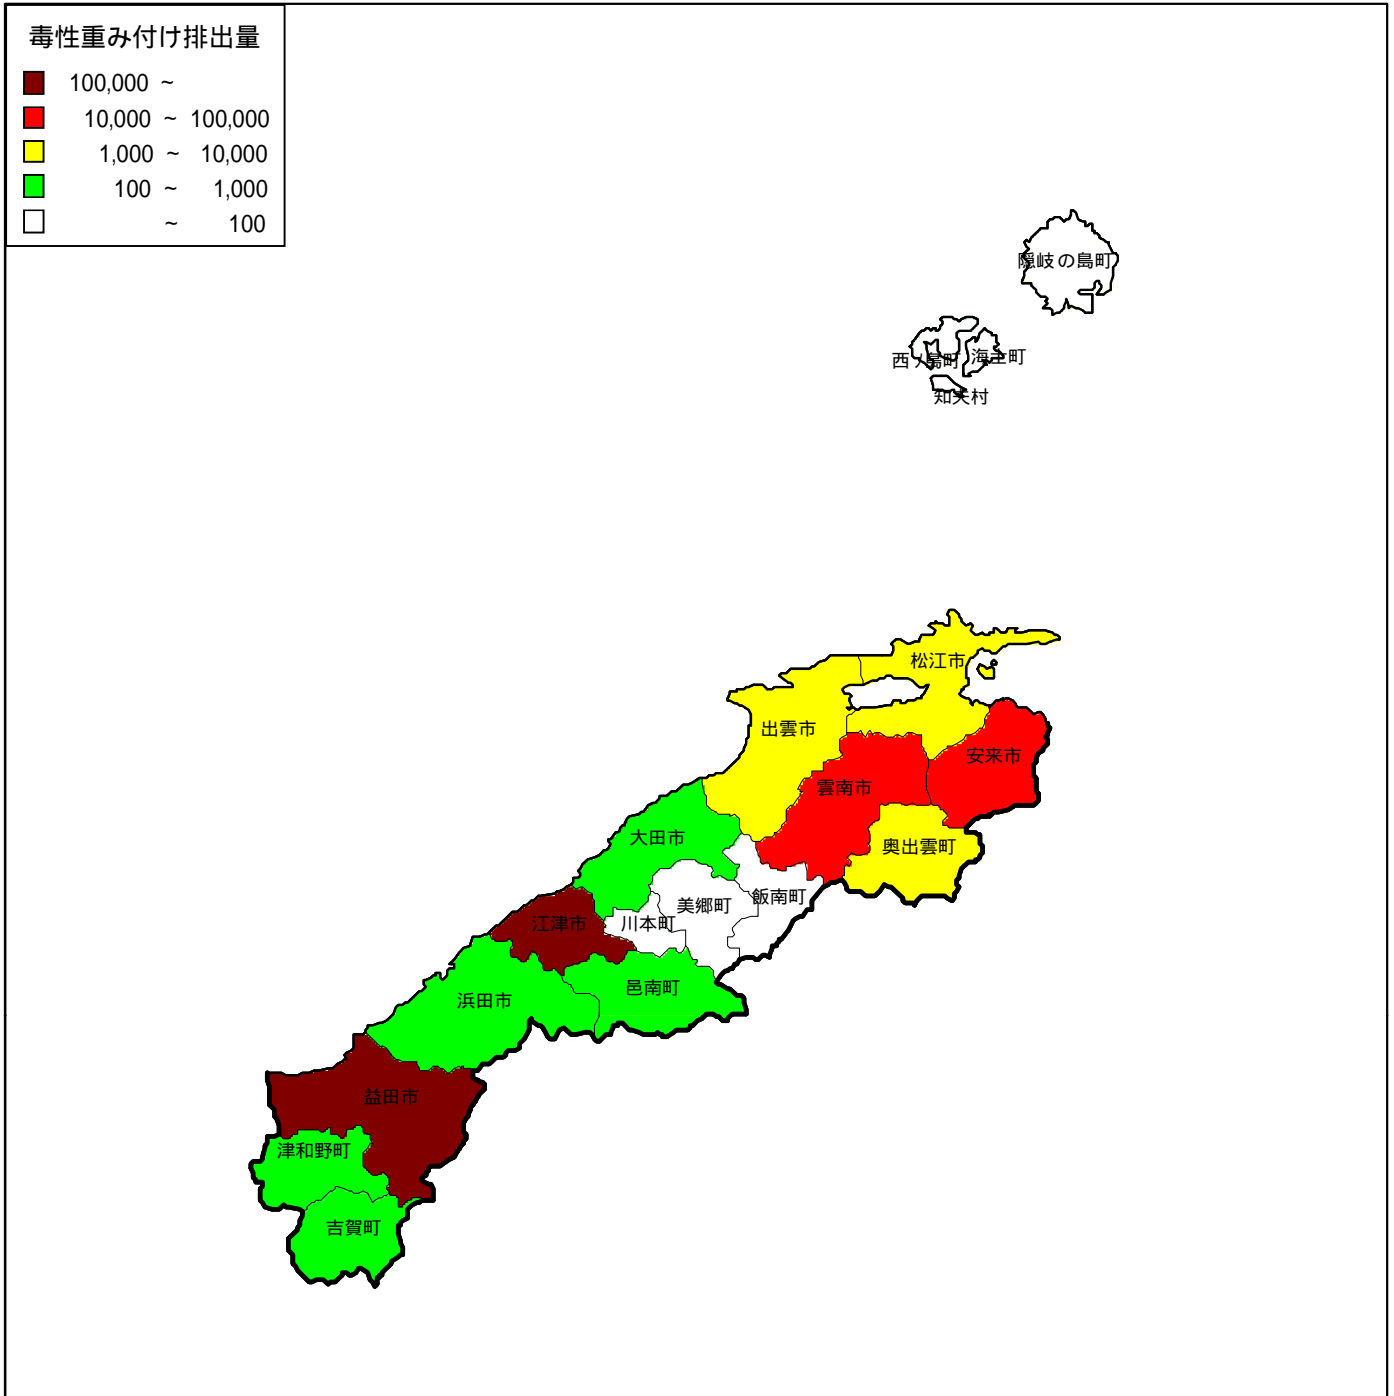 毒性重み付け排出量
100,000 ~
10,000 ~ 100,000
1,000 ~ 10,000
100 ~ 1,000
~ 100
隠岐の島町
西ノ島町
海士町
知夫村
松江市
出雲市
安来市
雲南市
大田市
奥出雲町
飯南町
美郷町
江津市
川本町
邑南町
浜田市
益田市
津和野町
吉賀町